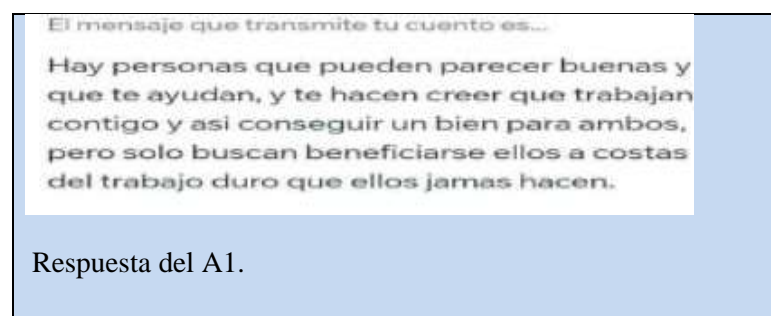 El mensaje que transmite tu cuento es...
Hay personas que pueden parecer buenas y
que te ayudan, y te hacen creer que trabajan
contigo y asi conseguir un bien para ambos,
pero solo buscan beneficiarse ellos a costas
del trabajo duro que ellos jamas hacen.
Respuesta del A1.